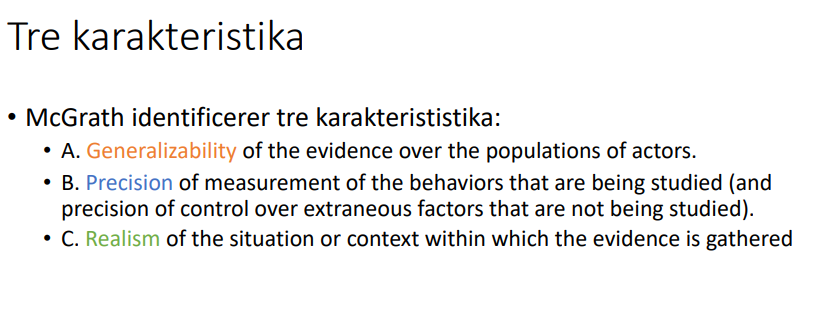 Tre karakteristika
• McGrath identificerer tre karakterististika:
• A. Generalizability of the evidence over the populations of actors.
• B. Precision of measurement of the behaviors that are being studied (and
precision of control over extraneous factors that are not being studied).
• C. Realism of the situation or context within which the evidence is gathered